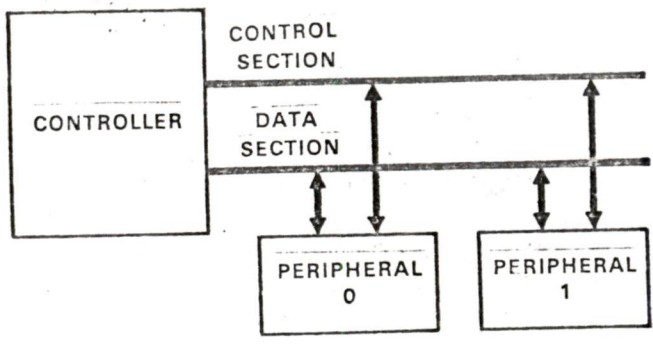 CONTROL
SECTION
CONTROLLER
DATA
SECTION
PERIPHERAL
0
PERIPHERAL
1